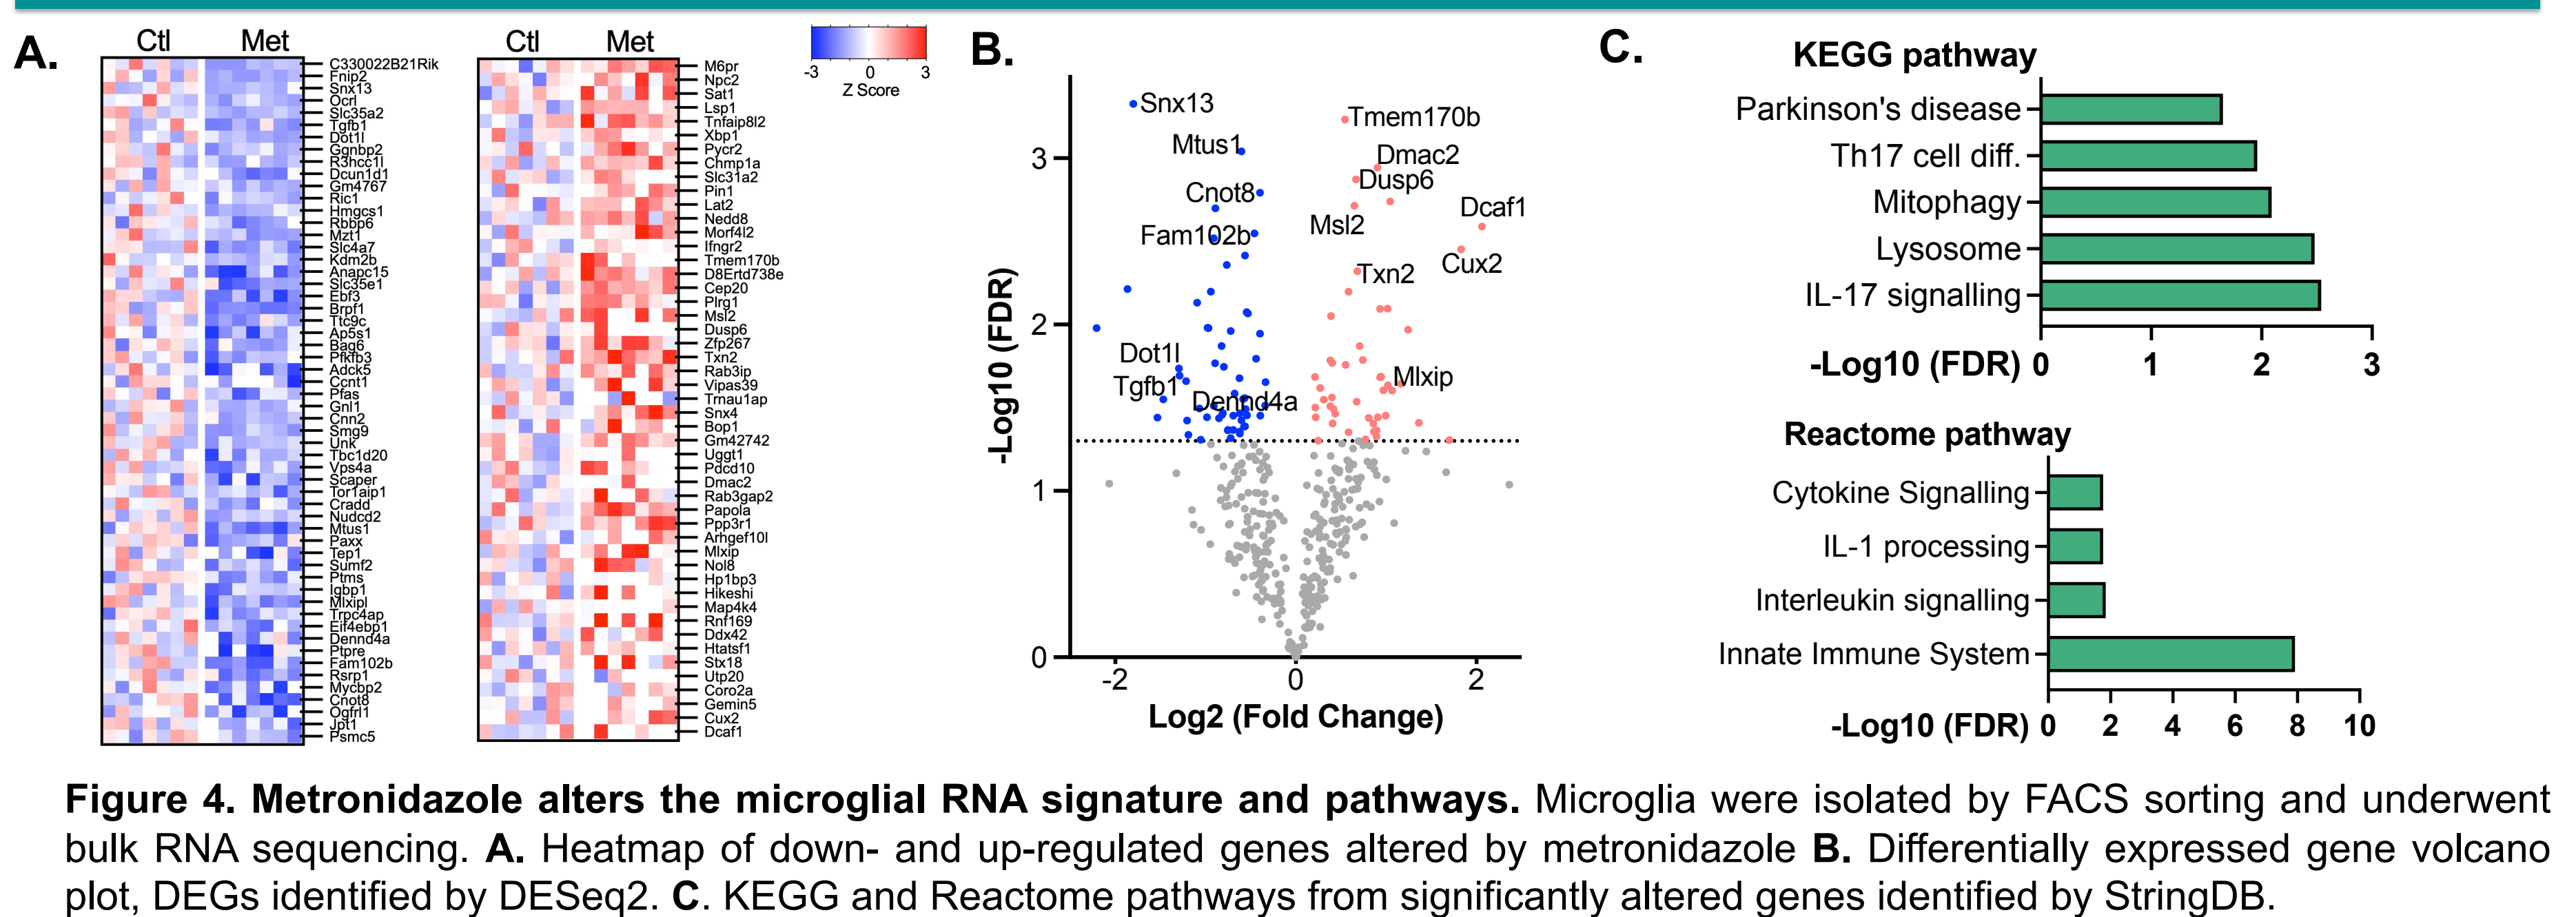 A.
Ctl Met
C330022B21Rik
Fnip2
Snx13
Ocrl
Slc35a2
Tgfb1
Dot1l
Ggnbp2
R3hcc1l
Dcun1d1
Gm4767
Ric1
Hmgcs1
Rbbp6
Mzt1
Slc4a7
Kdm2b
Anapc15
Slc35e1
Ebf3
Brpf1
Ttc9c
Ap5s1
Bag6
Pfkfb3
Adck5
Ccnt1
Pfas
Gnl1
Cnn2
Smg9
Unk
Tbc1d20
Vps4a
Scaper
Tor1aip1
Cradd
Nudcd2
Mtus1
Paxx
Tep1
Sumf2
Ptms
Igbp1
Mlxipl
Trpc4ap
Eif4ebp1
Dennd4a
Ptpre
Fam102b
Rsrp1
Mycbp2
Cnot8
Ogfrl1
Jpt1
Psmc5
Ctl Met
M6pr
Npc2
Sat1
Lsp1
Tnfaip8l2
Xbp1
Pycr2
Chmp1a
Slc31a2
Pin1
Lat2
Nedd8
Morf4l2
Ifngr2
Tmem170b
D8Ertd738e
Cep20
Plrg1
Msl2
Dusp6
Zfp267
Txn2
Rab3ip
Vipas39
Trnau1ap
Snx4
Bop1
Gm42742
Uggt1
Pdcd10
Dmac2
Rab3gap2
Papola
Ppp3r1
Arhgef10l
Mlxip
Nol8
Hp1bp3
Hikeshi
Map4k4
Rnf169
Ddx42
Htatsf1
Stx18
Utp20
Coro2a
Gemin5
Cux2
Dcaf1
-3 0 3
Z Score
B.
-Log10 (FDR)
3
2
1
0
Snx13
Tmem170b
Mtus1
Dmac2
Dusp6
Cnot8
Msl2
Dcaf1
Fam102b
Cux2
Txn2
Dot1l
Tgfb1
Mlxip
Dennd4a
-2 0 2
Log2 (Fold Change)
C.
KEGG pathway
Parkinson's disease
Th17 cell diff.
Mitophagy
Lysosome
IL-17 signalling
-Log10 (FDR) 0 1 2 3
Reactome pathway
Cytokine Signalling
IL-1 processing
Interleukin signalling
Innate Immune System
-Log10 (FDR) 0 2 4 6 8 10
Figure 4. Metronidazole alters the microglial RNA signature and pathways. Microglia were isolated by FACS sorting and underwent
bulk RNA sequencing. A. Heatmap of down- and up-regulated genes altered by metronidazole B. Differentially expressed gene volcano
plot, DEGs identified by DESeq2. C. KEGG and Reactome pathways from significantly altered genes identified by StringDB.